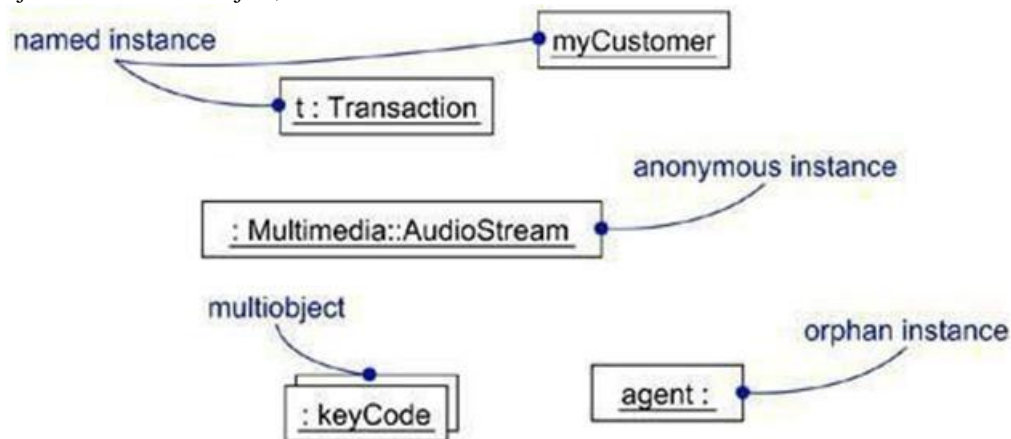 named instance
myCustomer
t : Transaction
anonymous instance
: Multimedia::AudioStream
multiobject
orphan instance
: keyCode
agent :